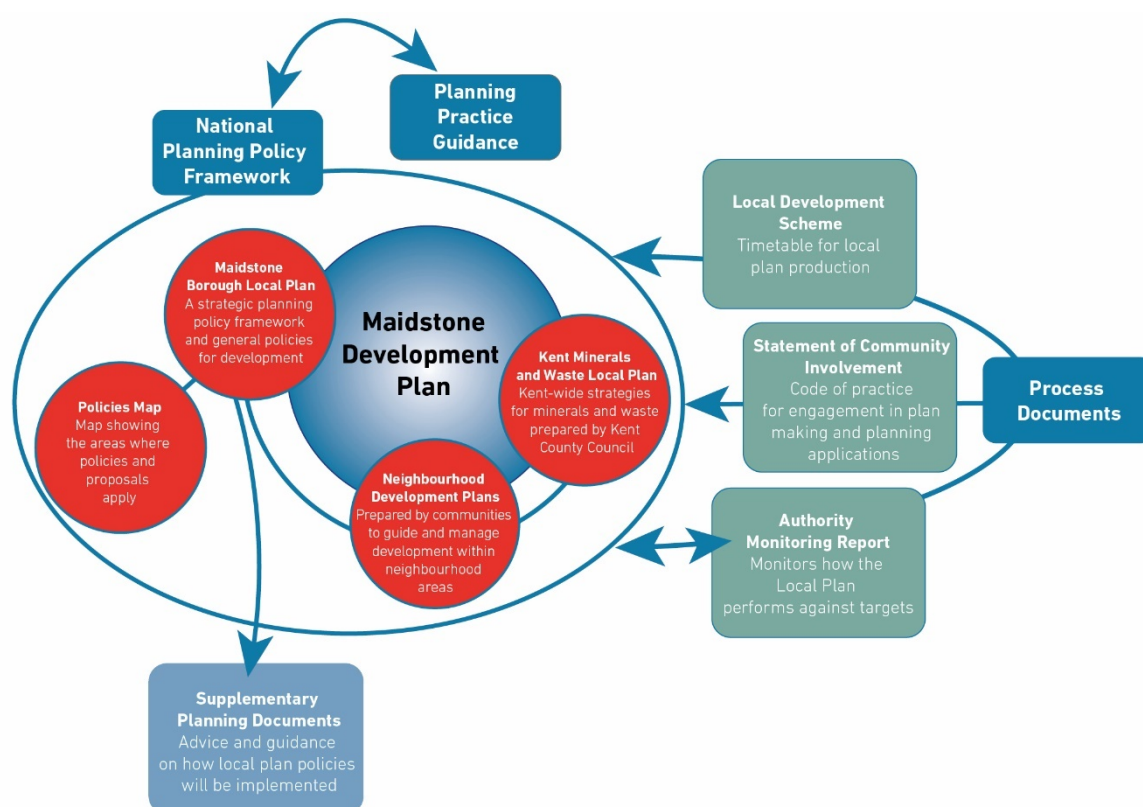 Planning
Practice
Guidance
National
Planning Policy
Framework
Local Development
Scheme
Timetable for local
plan production
Maidstone
Borough Local Plan
A strategic planning
policy framework
and general policies
for development
Maidstone
Development
Plan
Kent Minerals
and Waste Local Plan
Kent-wide strategies
for minerals and waste
prepared by Kent
County Council
Statement of Community
Involvement
Code of practice
for engagement in plan
making and planning
applications
Process
Documents
Policies Map
Map showing
the areas where
policies and
proposals
apply
Neighbourhood
Development Plans
Prepared by communities
to guide and manage
development within
neighbourhood
areas
Authority
Monitoring Report
Monitors how the
Local Plan
performs against targets
Supplementary
Planning Documents
Advice and guidance
on how local plan policies
will be implemented